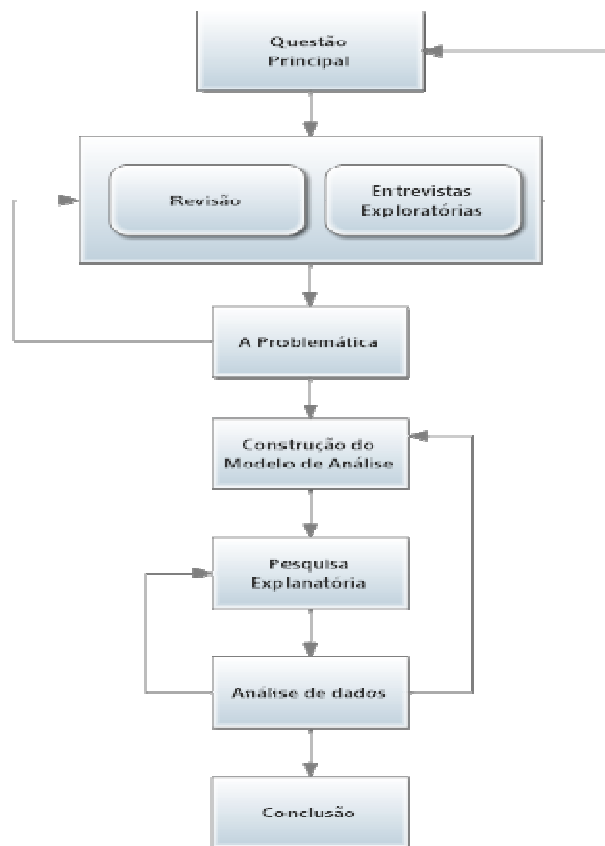 Questão
Principal
Revisão
Entrevistas
Exploratórias
A Problemática
Construção do
Modelo de Análise
Pesquisa
Explanatória
Análise de dados
Conclusão